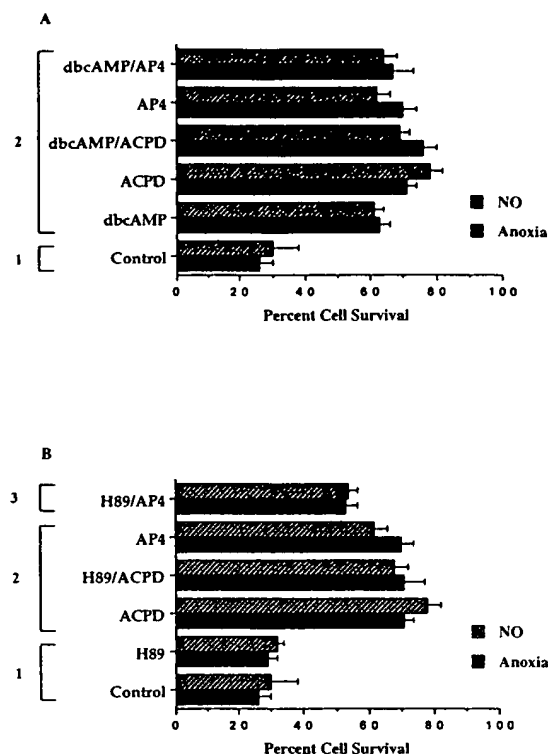 A
dbcAMP/AP4
AP4
2
dbcAMP/ACPD
ACPD
NO
dbcAMP
Anoxia
1
Control
0 20 40 60 80 100
Percent Cell Survival
B
3
H89/AP4
AP4
2
H89/ACPD
ACPD
NO
H89
1
Anoxia
Control
0 20 40 60 80 100
Percent Cell Survival